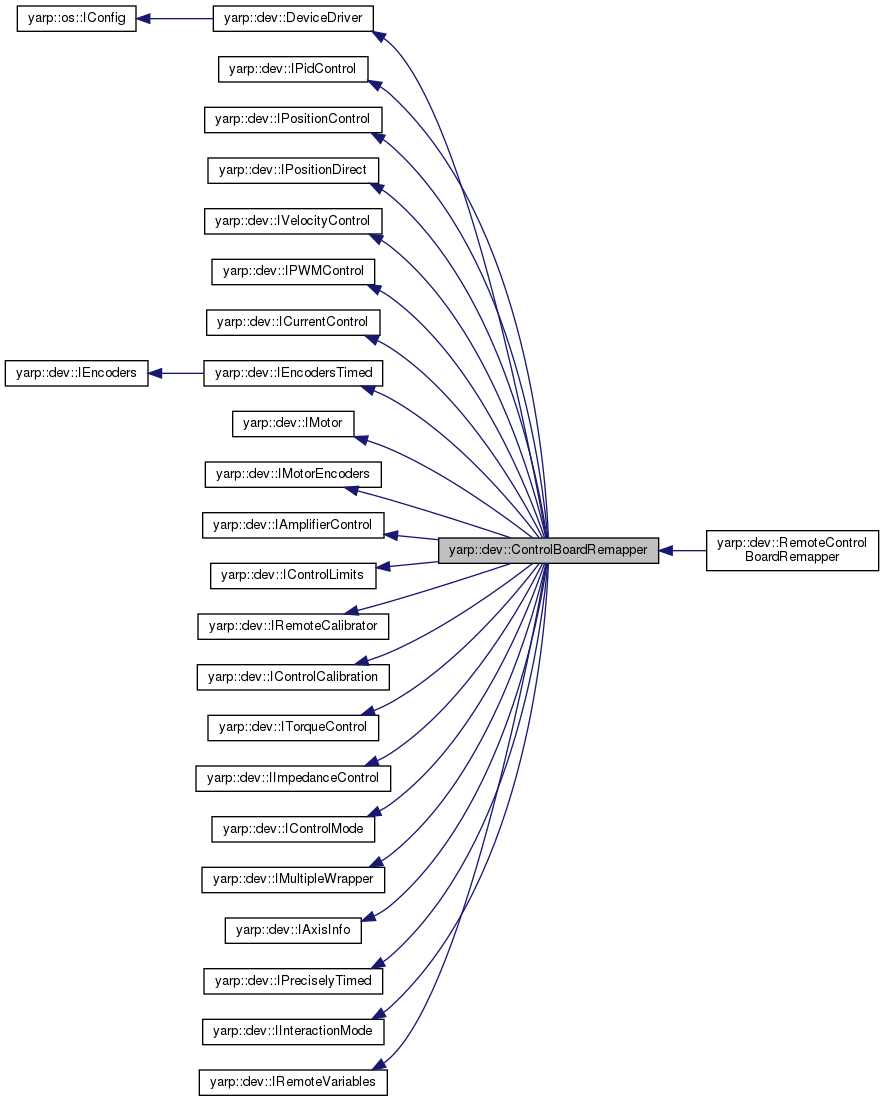 yarp::os::IConfig
yarp::dev::DeviceDriver
yarp::dev::IPidControl
yarp::dev::IPositionControl
yarp::dev::IPositionDirect
yarp::dev::IVelocityControl
yarp::dev::IPWMControl
yarp::dev::ICurrentControl
yarp::dev::IEncoders
yarp::dev::IEncodersTimed
yarp::dev::IMotor
yarp::dev::IMotorEncoders
yarp::dev::IAmplifierControl
yarp::dev::ControlBoardRemapper
yarp::dev::RemoteControl
BoardRemapper
yarp::dev::IControlLimits
yarp::dev::IRemoteCalibrator
yarp::dev::IControlCalibration
yarp::dev::ITorqueControl
yarp::dev::IImpedanceControl
yarp::dev::IControlMode
yarp::dev::IMultipleWrapper
yarp::dev::IAxisInfo
yarp::dev::IPreciselyTimed
yarp::dev::IInteractionMode
yarp::dev::IRemoteVariables